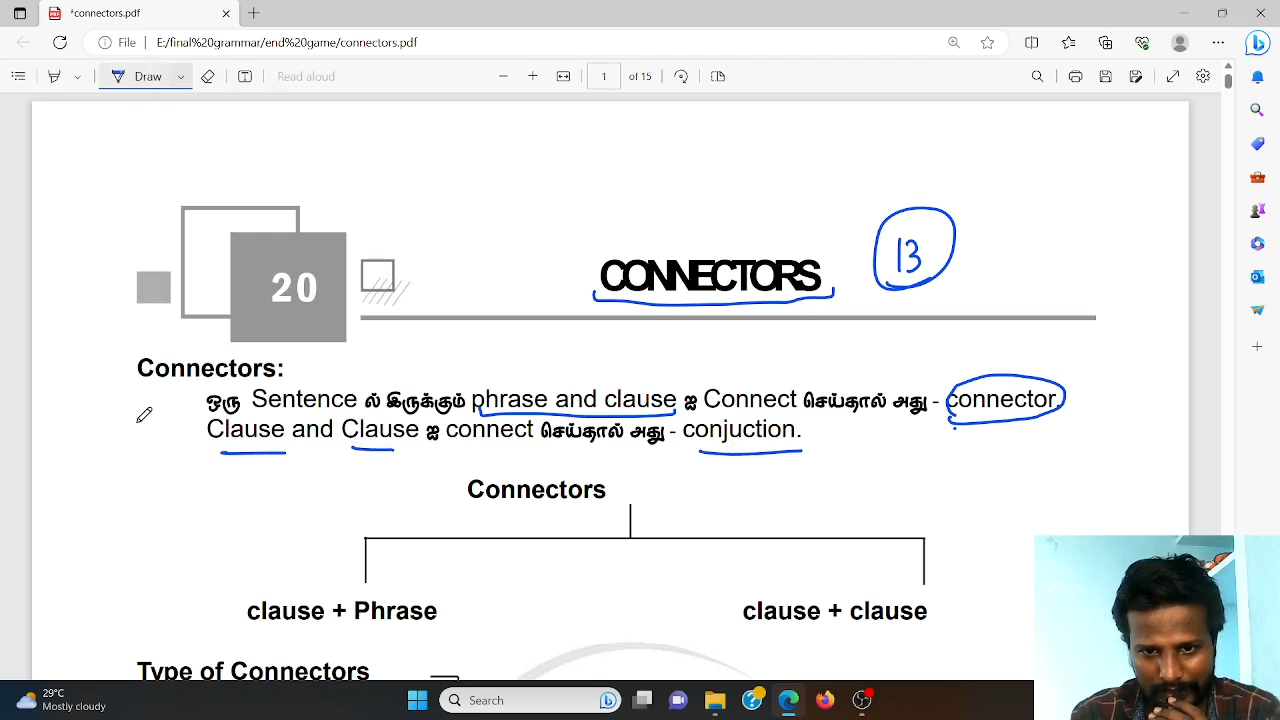 *connectors.pdf
File E:/final%20grammar/end%20game/connectors.pdf
Draw Read aloud 1 of 15
20
CONNECTORS 13
Connectors:
ஒரு Sentence ல் இருக்கும் phrase and clause ஐ Connect செய்தால் அது - connector.
Clause and Clause ஐ connect செய்தால் அது - conjuction.
Connectors
clause + Phrase clause + clause
Type of Connectors
29°C
Mostly cloudy
Search